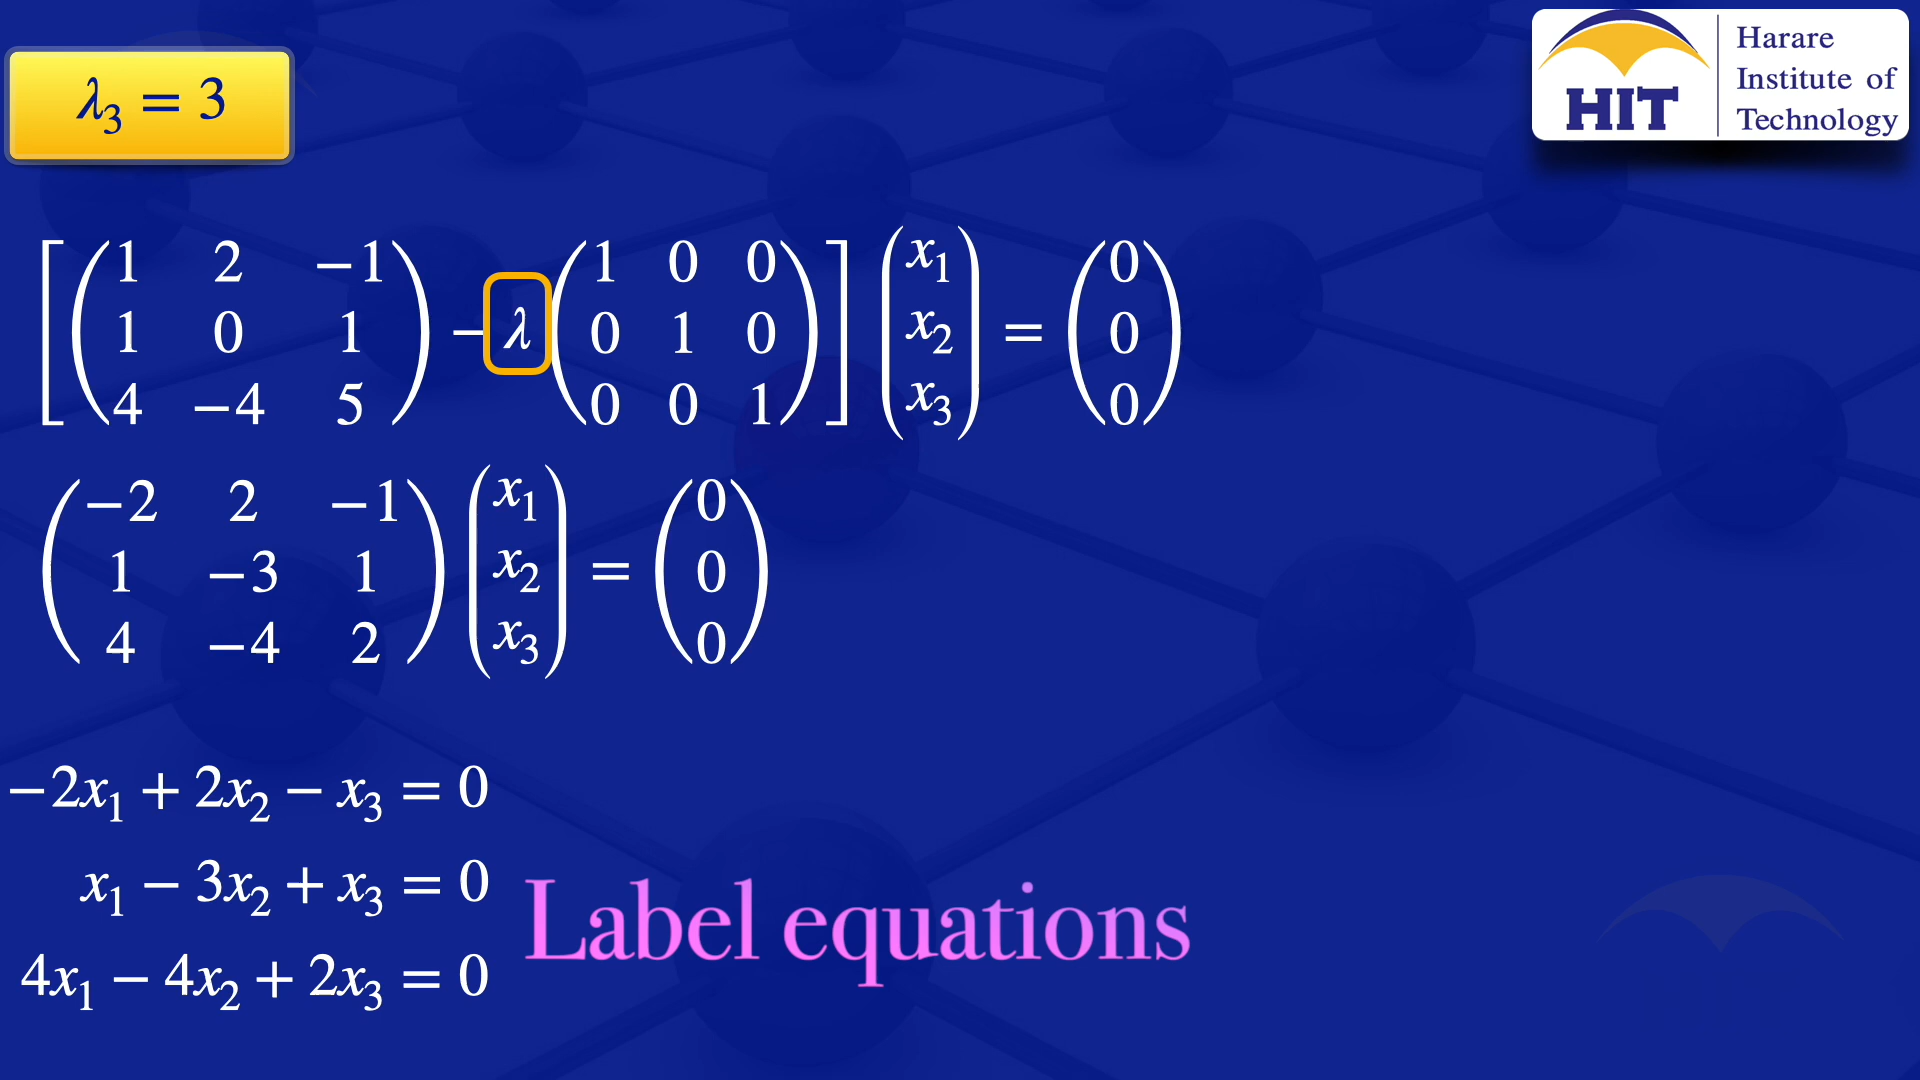 λ₃ = 3
HIT
Harare
Institute of
Technology
[(1 2 −1
1 0 1
4 −4 5) − λ(1 0 0
0 1 0
0 0 1)](x₁
x₂
x₃) = (0
0
0)
(−2 2 −1
1 −3 1
4 −4 2)(x₁
x₂
x₃) = (0
0
0)
−2x₁ + 2x₂ − x₃ = 0
x₁ − 3x₂ + x₃ = 0
4x₁ − 4x₂ + 2x₃ = 0
Label equations